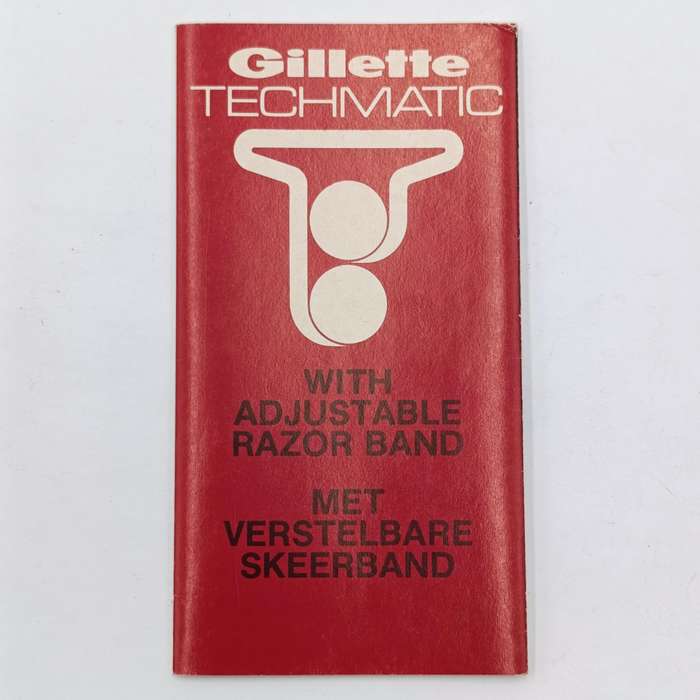 Gillette
TECHMATIC
WITH
ADJUSTABLE
RAZOR BAND
MET
VERSTELBARE
SKEERBAND